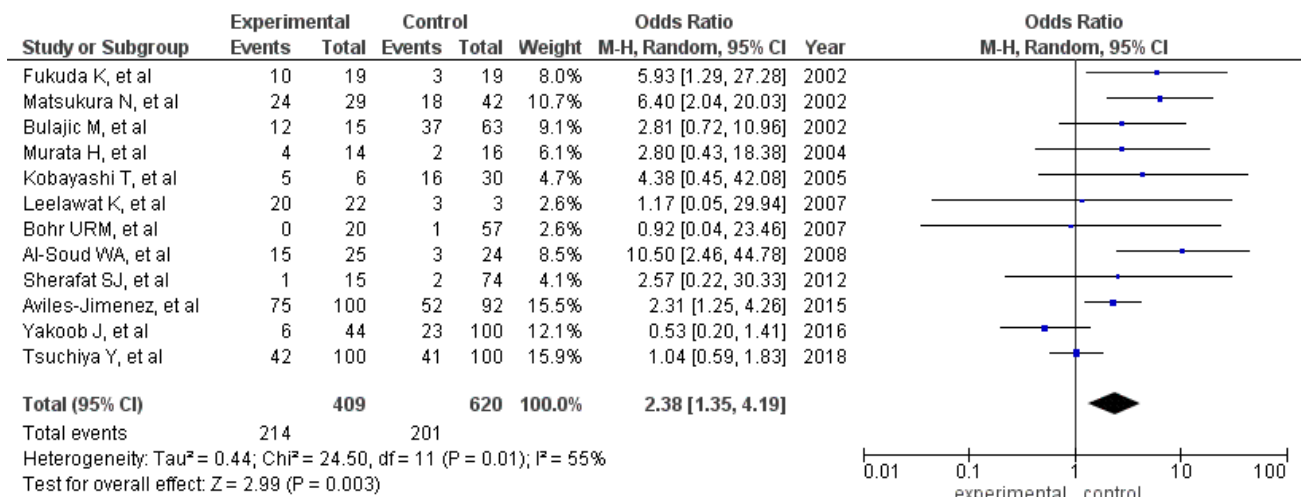 Experimental Control Odds Ratio Odds Ratio
Study or Subgroup Events Total Events Total Weight M-H, Random, 95% CI Year M-H, Random, 95% CI
Fukuda K, et al 10 19 3 19 8.0% 5.93 [1.29, 27.28] 2002
Matsukura N, et al 24 29 18 42 10.7% 6.40 [2.04, 20.03] 2002
Bulajic M, et al 12 15 37 63 9.1% 2.81 [0.72, 10.96] 2002
Murata H, et al 4 14 2 16 6.1% 2.80 [0.43, 18.38] 2004
Kobayashi T, et al 5 6 16 30 4.7% 4.38 [0.45, 42.08] 2005
Leelawat K, et al 20 22 3 3 2.6% 1.17 [0.05, 29.94] 2007
Bohr URM, et al 0 20 1 57 2.6% 0.92 [0.04, 23.46] 2007
Al-Soud WA, et al 15 25 3 24 8.5% 10.50 [2.46, 44.78] 2008
Sherafat SJ, et al 1 15 2 74 4.1% 2.57 [0.22, 30.33] 2012
Aviles-Jimenez, et al 75 100 52 92 15.5% 2.31 [1.25, 4.26] 2015
Yakoob J, et al 6 44 23 100 12.1% 0.53 [0.20, 1.41] 2016
Tsuchiya Y, et al 42 100 41 100 15.9% 1.04 [0.59, 1.83] 2018
Total (95% CI) 409 620 100.0% 2.38 [1.35, 4.19]
Total events 214 201
Heterogeneity: Tau² = 0.44; Chi² = 24.50, df = 11 (P = 0.01); I² = 55%
Test for overall effect: Z = 2.99 (P = 0.003)
0.01 0.1 1 10 100
experimental control